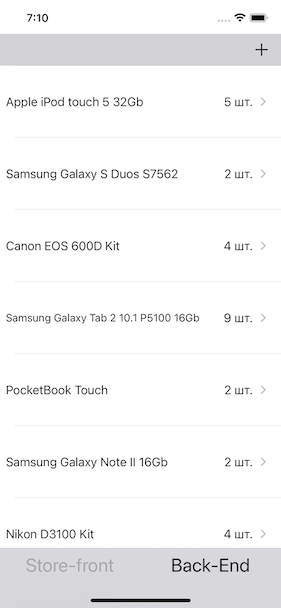 7:10
+
Apple iPod touch 5 32Gb 5 шт.
Samsung Galaxy S Duos S7562 2 шт.
Canon EOS 600D Kit 4 шт.
Samsung Galaxy Tab 2 10.1 P5100 16Gb 9 шт.
PocketBook Touch 2 шт.
Samsung Galaxy Note II 16Gb 2 шт.
Nikon D3100 Kit 4 шт.
Store-front Back-End